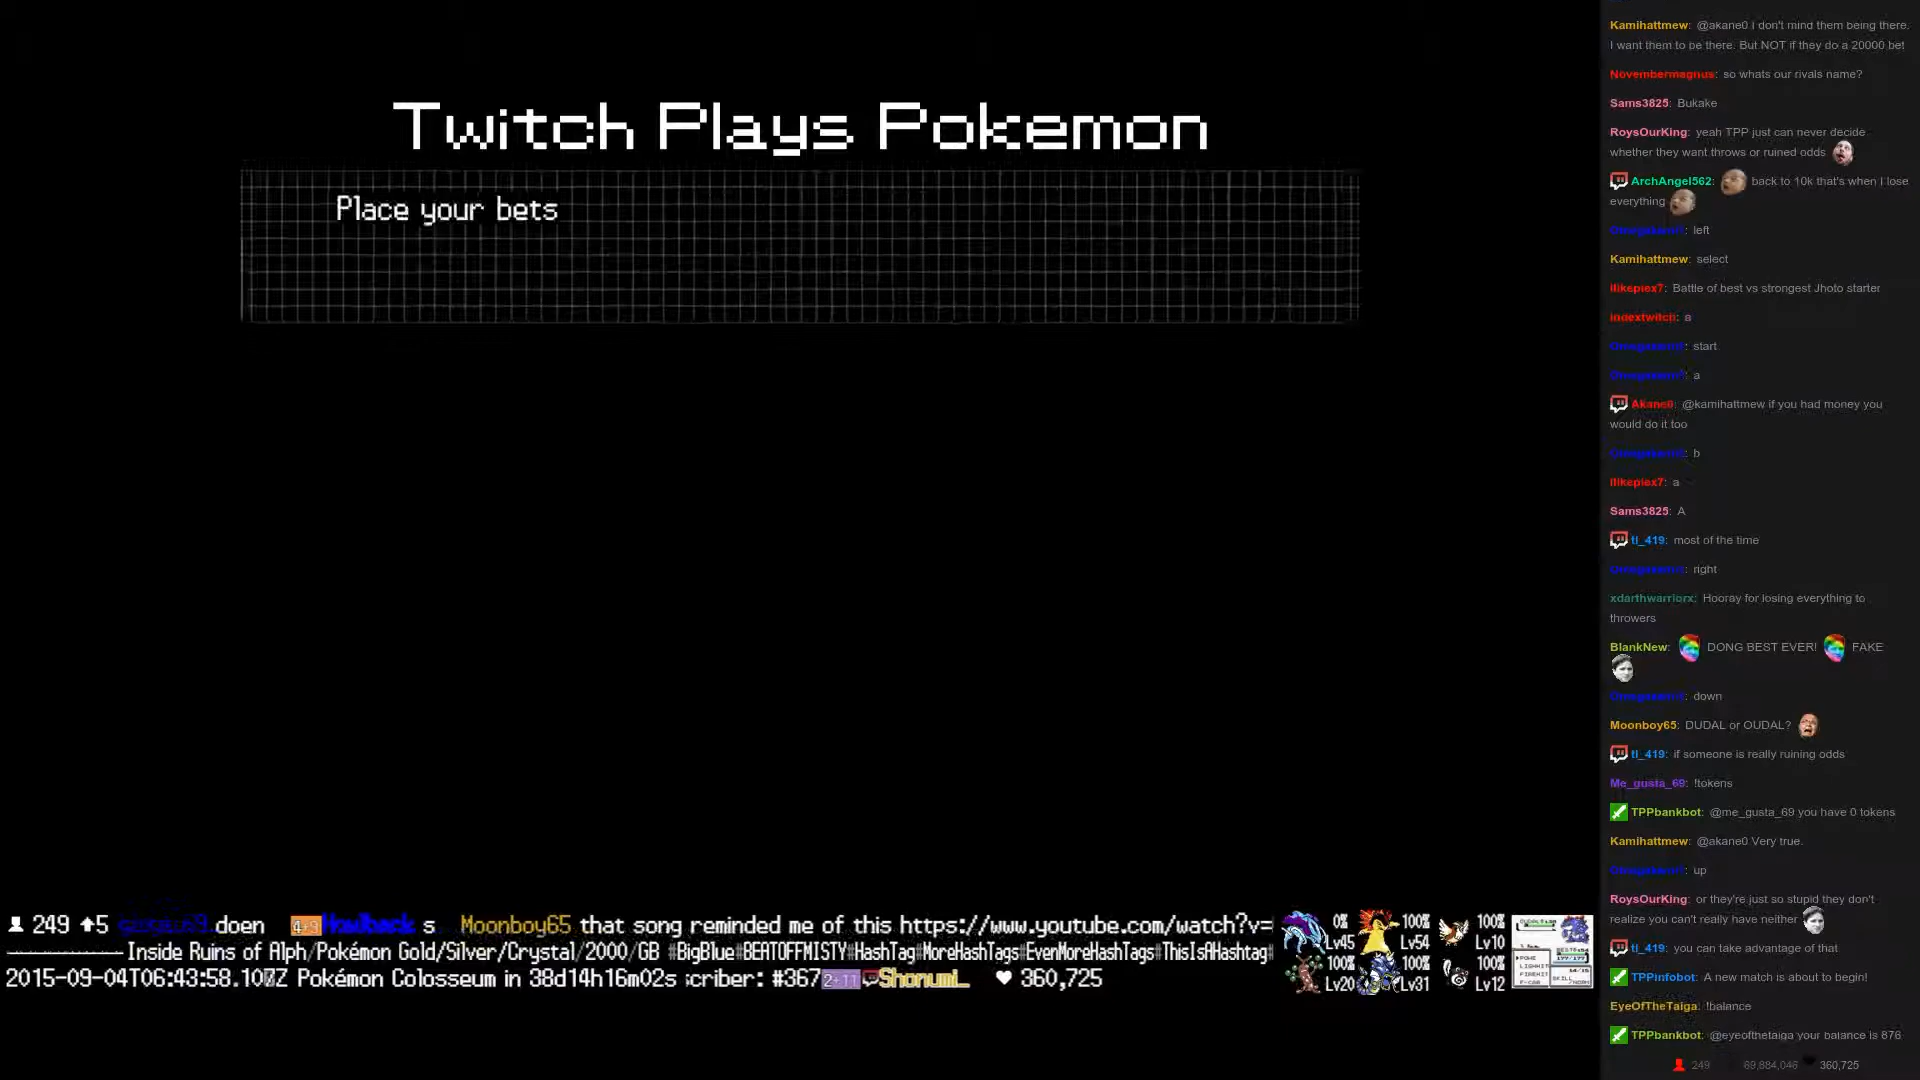 Twitch Plays Pokemon
Place your bets
Kamihattmew: @akane0 I don't mind them being there.
I want them to be there. But NOT if they do a 20000 bet
Novembermagnus: so whats our rivals name?
Sams3825: Bukake
RoysOurKing: yeah TPP just can never decide
whether they want throws or ruined odds
ArchAngel562: back to 10k that's when I lose
everything
: left
Kamihattmew: select
Ilikepiex7: Battle of best vs strongest Jhoto starter
indextwitch: a
: start
: a
Akane0: @kamihattmew if you had money you
would do it too
: b
Ilikepiex7: a
Sams3825: A
tl_419: most of the time
: right
xdarthwarriorx: Hooray for losing everything to
throwers
BlankNew: DONG BEST EVER! FAKE
: down
Moonboy65: DUDAL or OUDAL?
tl_419: if someone is really ruining odds
Me_gusta_69: !tokens
TPPbankbot: @me_gusta_69 you have 0 tokens
Kamihattmew: @akane0 Very true.
: up
RoysOurKing: or they're just so stupid they don't
realize you can't really have neither
tl_419: you can take advantage of that
TPPinfobot: A new match is about to begin!
EyeOfTheTaiga: !balance
TPPbankbot: @eyeofthetaiga your balance is 876
249 69,884,046 360,725
249 5 doen 4-9 Howlback s Moonboy65 that song reminded me of this https://www.youtube.com/watch?v=
Inside Ruins of Alph/Pokémon Gold/Silver/Crystal/2000/GB #BigBlue#BEATOFFMISTY#HashTag#MoreHashTags#EvenMoreHashTags#ThisIsAHashtag#
Pokémon Colosseum in 38d14h16m02s scriber: #367 2-11 Shonumi_ ♥ 360,725
0% 100% 100%
Lv45 Lv54 Lv10
100% 100% 100%
Lv20 Lv31 Lv12